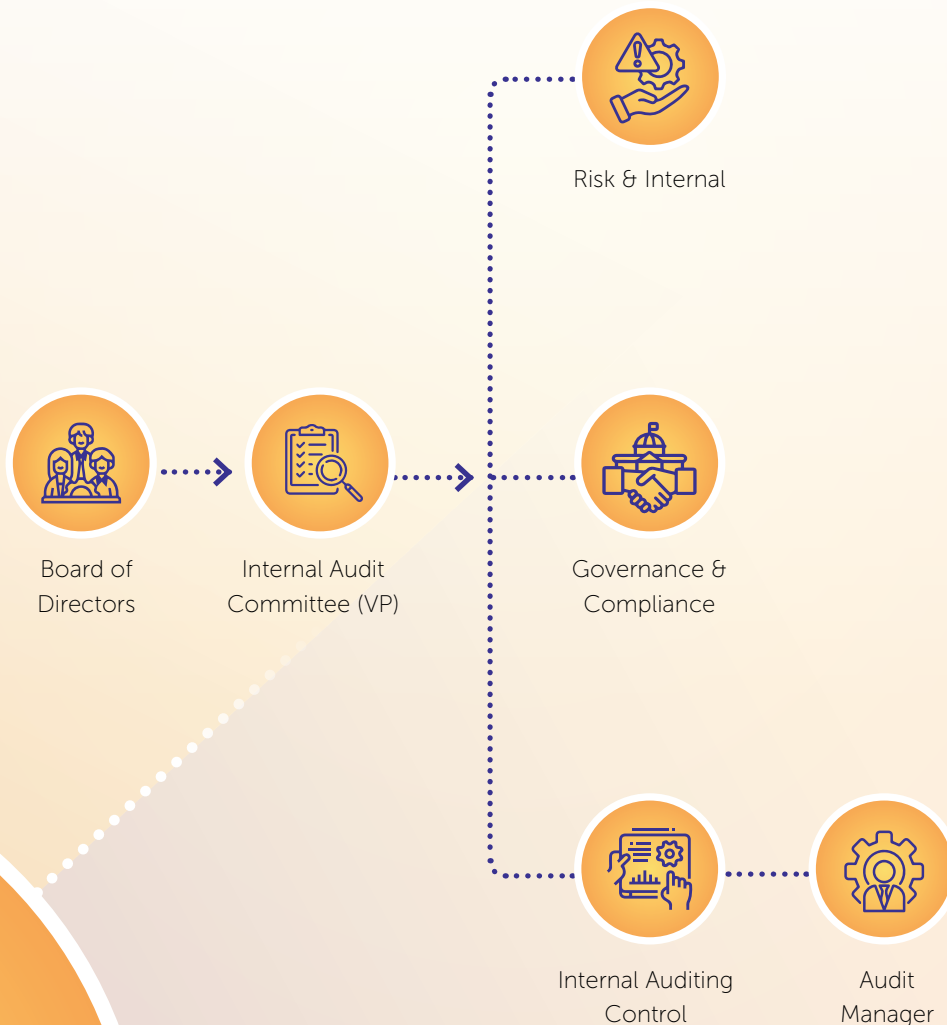 Risk & Internal
Board of
Directors
Internal Audit
Committee (VP)
Governance &
Compliance
Internal Auditing
Control
Audit
Manager